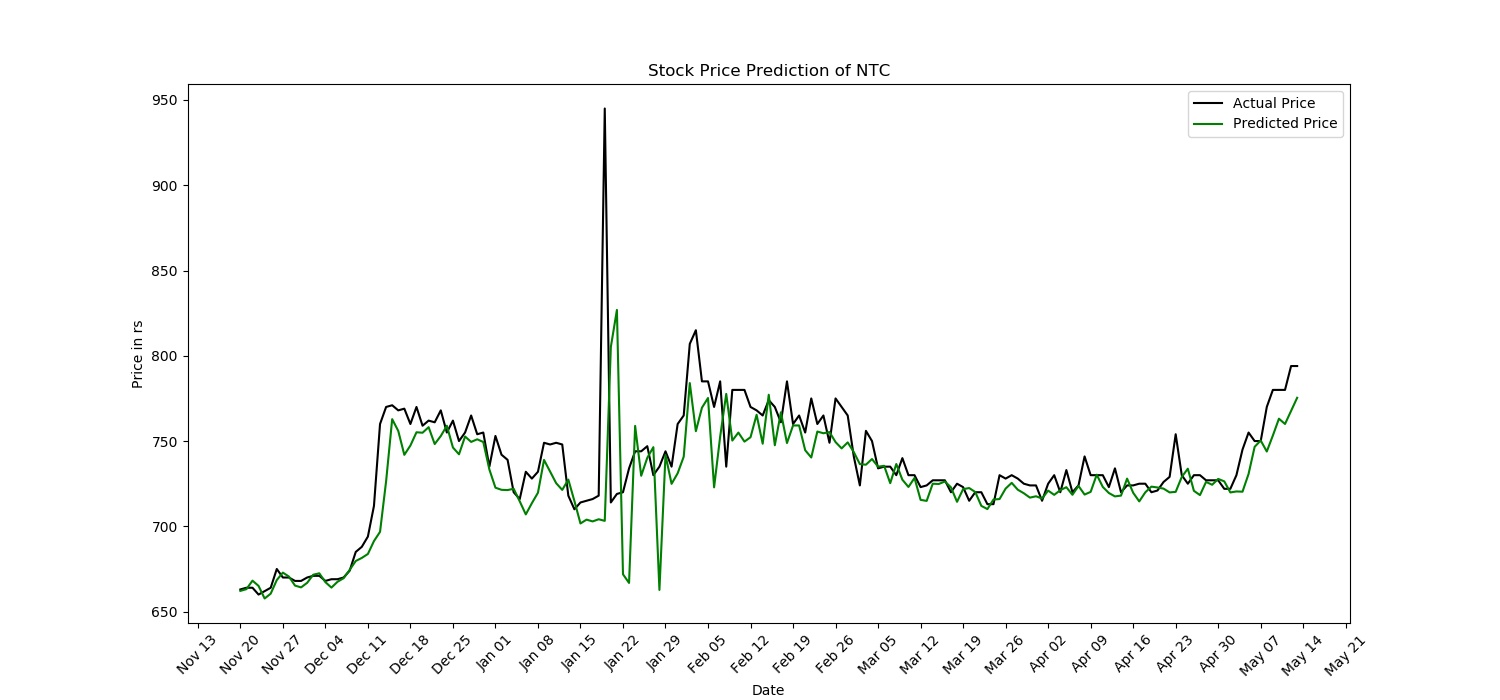 Stock Price Prediction of NTC
Actual Price
Predicted Price
Price in rs
950
900
850
800
750
700
650
Nov 13
Nov 20
Nov 27
Dec 04
Dec 11
Dec 18
Dec 25
Jan 01
Jan 08
Jan 15
Jan 22
Jan 29
Feb 05
Feb 12
Feb 19
Feb 26
Mar 05
Mar 12
Mar 19
Mar 26
Apr 02
Apr 09
Apr 16
Apr 23
Apr 30
May 07
May 14
May 21
Date